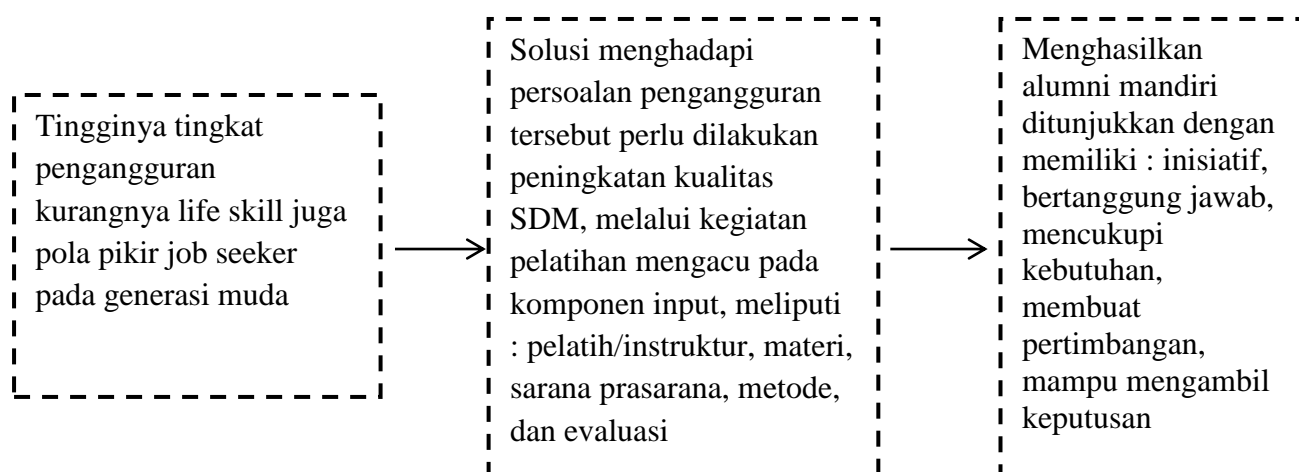 Tingginya tingkat
pengangguran
kurangnya life skill juga
pola pikir job seeker
pada generasi muda
Solusi menghadapi
persoalan pengangguran
tersebut perlu dilakukan
peningkatan kualitas
SDM, melalui kegiatan
pelatihan mengacu pada
komponen input, meliputi
: pelatih/instruktur, materi,
sarana prasarana, metode,
dan evaluasi
Menghasilkan
alumni mandiri
ditunjukkan dengan
memiliki : inisiatif,
bertanggung jawab,
mencukupi
kebutuhan,
membuat
pertimbangan,
mampu mengambil
keputusan